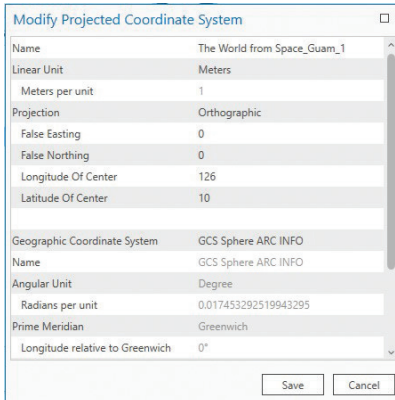 Modify Projected Coordinate System
Name The World from Space_Guam_1
Linear Unit Meters
Meters per unit 1
Projection Orthographic
False Easting 0
False Northing 0
Longitude Of Center 126
Latitude Of Center 10
Geographic Coordinate System GCS Sphere ARC INFO
Name GCS Sphere ARC INFO
Angular Unit Degree
Radians per unit 0.017453292519943295
Prime Meridian Greenwich
Longitude relative to Greenwich 0°
Save Cancel